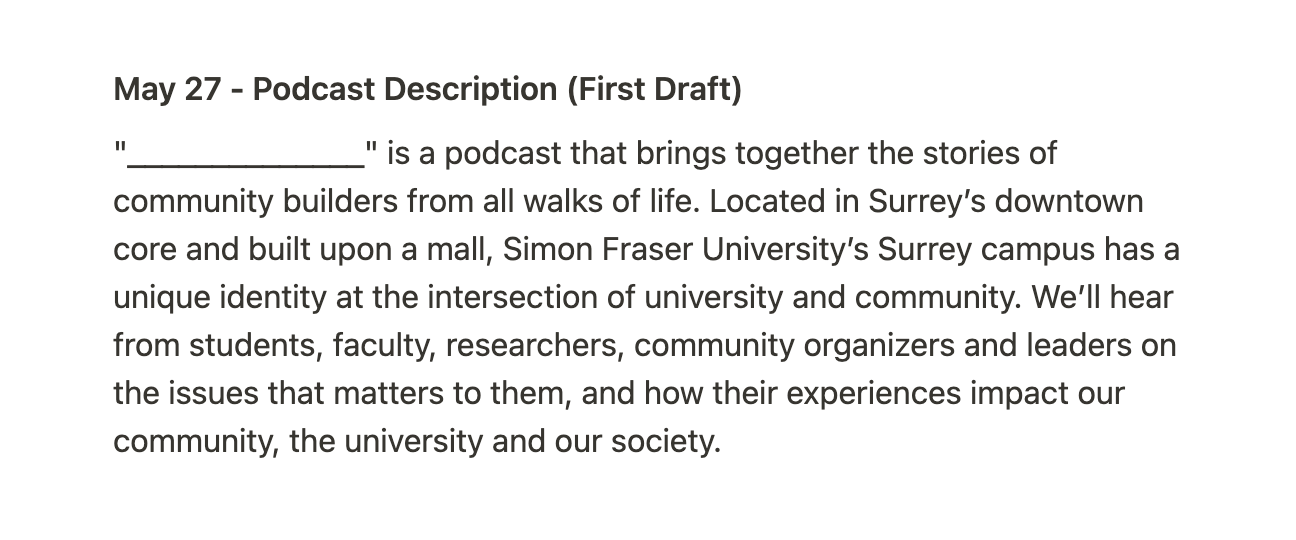 May 27 - Podcast Description (First Draft)
"______________" is a podcast that brings together the stories of
community builders from all walks of life. Located in Surrey’s downtown
core and built upon a mall, Simon Fraser University’s Surrey campus has a
unique identity at the intersection of university and community. We’ll hear
from students, faculty, researchers, community organizers and leaders on
the issues that matters to them, and how their experiences impact our
community, the university and our society.